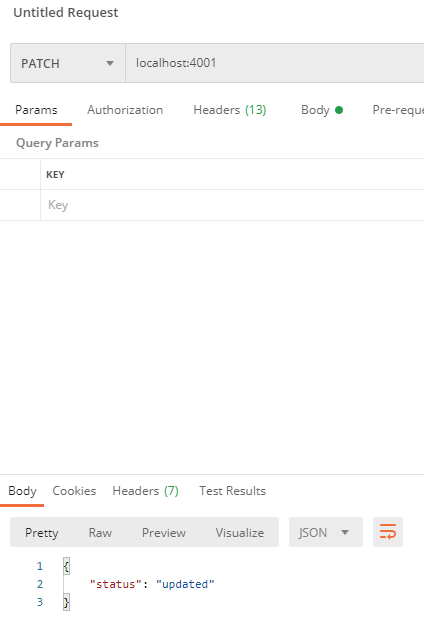 Untitled Request
PATCH localhost:4001
Params Authorization Headers (13) Body Pre-reque
Query Params
KEY
Key
Body Cookies Headers (7) Test Results
Pretty Raw Preview Visualize JSON
1 {
2 "status": "updated"
3 }